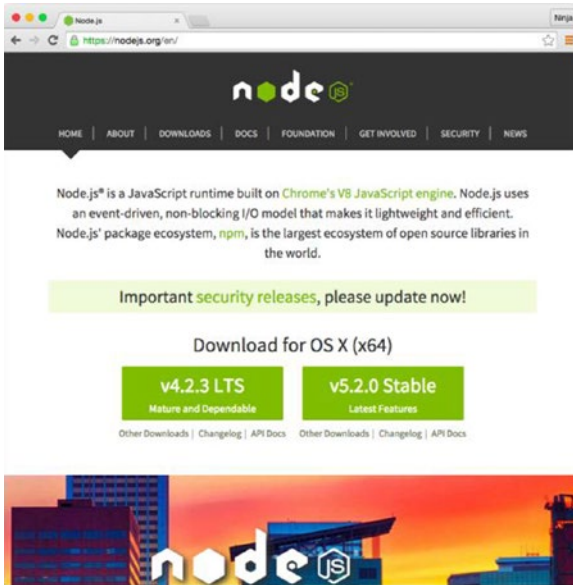 Node.js
Ninja
https://nodejs.org/en/
node JS
HOME | ABOUT | DOWNLOADS | DOCS | FOUNDATION | GET INVOLVED | SECURITY | NEWS
Node.js® is a JavaScript runtime built on Chrome's V8 JavaScript engine. Node.js uses
an event-driven, non-blocking I/O model that makes it lightweight and efficient.
Node.js' package ecosystem, npm, is the largest ecosystem of open source libraries in
the world.
Important security releases, please update now!
Download for OS X (x64)
v4.2.3 LTS
Mature and Dependable
v5.2.0 Stable
Latest Features
Other Downloads | Changelog | API Docs
Other Downloads | Changelog | API Docs
node JS